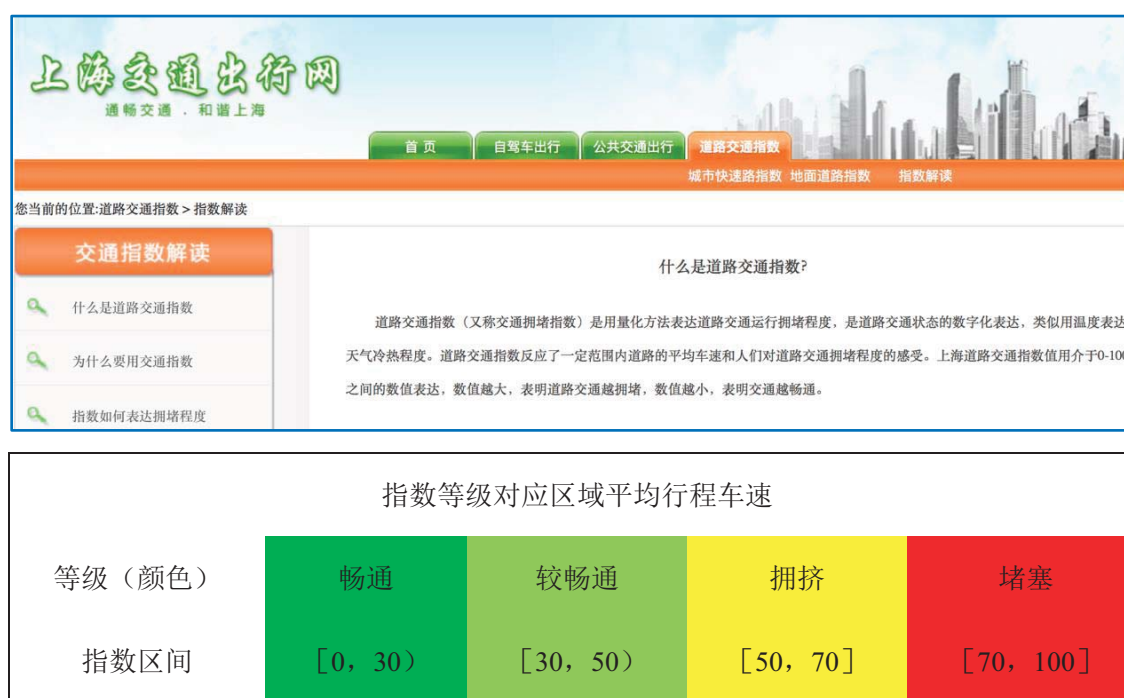 上海交通出行网
通畅交通 . 和谐上海
首 页 自驾车出行 公共交通出行 道路交通指数
城市快速路指数 地面道路指数 指数解读
您当前的位置:道路交通指数 > 指数解读
交通指数解读
什么是道路交通指数
为什么要用交通指数
指数如何表达拥堵程度
什么是道路交通指数?
道路交通指数（又称交通拥堵指数）是用量化方法表达道路交通运行拥堵程度，是道路交通状态的数字化表达，类似用温度表达
天气冷热程度。道路交通指数反应了一定范围内道路的平均车速和人们对道路交通拥堵程度的感受。上海道路交通指数值用介于0-100
之间的数值表达，数值越大，表明道路交通越拥堵，数值越小，表明交通越畅通。
指数等级对应区域平均行程车速
等级（颜色） 畅通 较畅通 拥挤 堵塞
指数区间 ［0，30） ［30，50） ［50，70］ ［70，100］